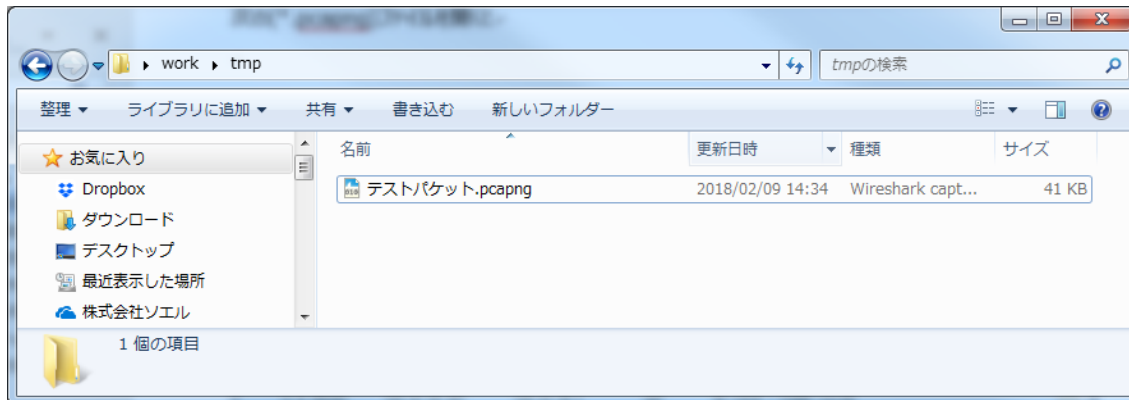 work ▸ tmp
tmpの検索
整理 ▼ ライブラリに追加 ▼ 共有 ▼ 書き込む 新しいフォルダー
お気に入り
Dropbox
ダウンロード
デスクトップ
最近表示した場所
株式会社ソエル
名前 更新日時 種類 サイズ
テストパケット.pcapng 2018/02/09 14:34 Wireshark capt... 41 KB
1 個の項目